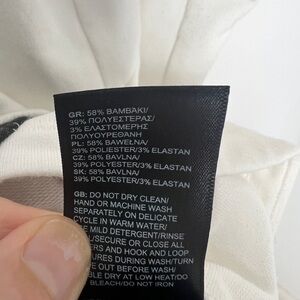 GR: 58% ΒΑΜΒΑΚΙ/
39% ΠΟΛΥΕΣΤΕΡΑΣ/
3% ΕΛΑΣΤΟΜΕΡΗΣ
ΠΟΛΥΟΥΡΕΘΑΝΗ
PL: 58% BAWEŁNA/
39% POLIESTER/3% ELASTAN
CZ: 58% BAVLNA/
39% POLYESTER/3% ELASTAN
SK: 58% BAVLNA/
39% POLYESTER/3% ELASTAN
GB: DO NOT DRY CLEAN/
HAND OR MACHINE WASH
SEPARATELY ON DELICATE
CYCLE IN WARM WATER/
MILD DETERGENT/RINSE
/SECURE OR CLOSE ALL
AND HOOK AND LOOP
DURING WASH/TURN
OUT BEFORE WASH/
DRY AT LOW HEAT/DO
BLEACH/DO NOT IRON